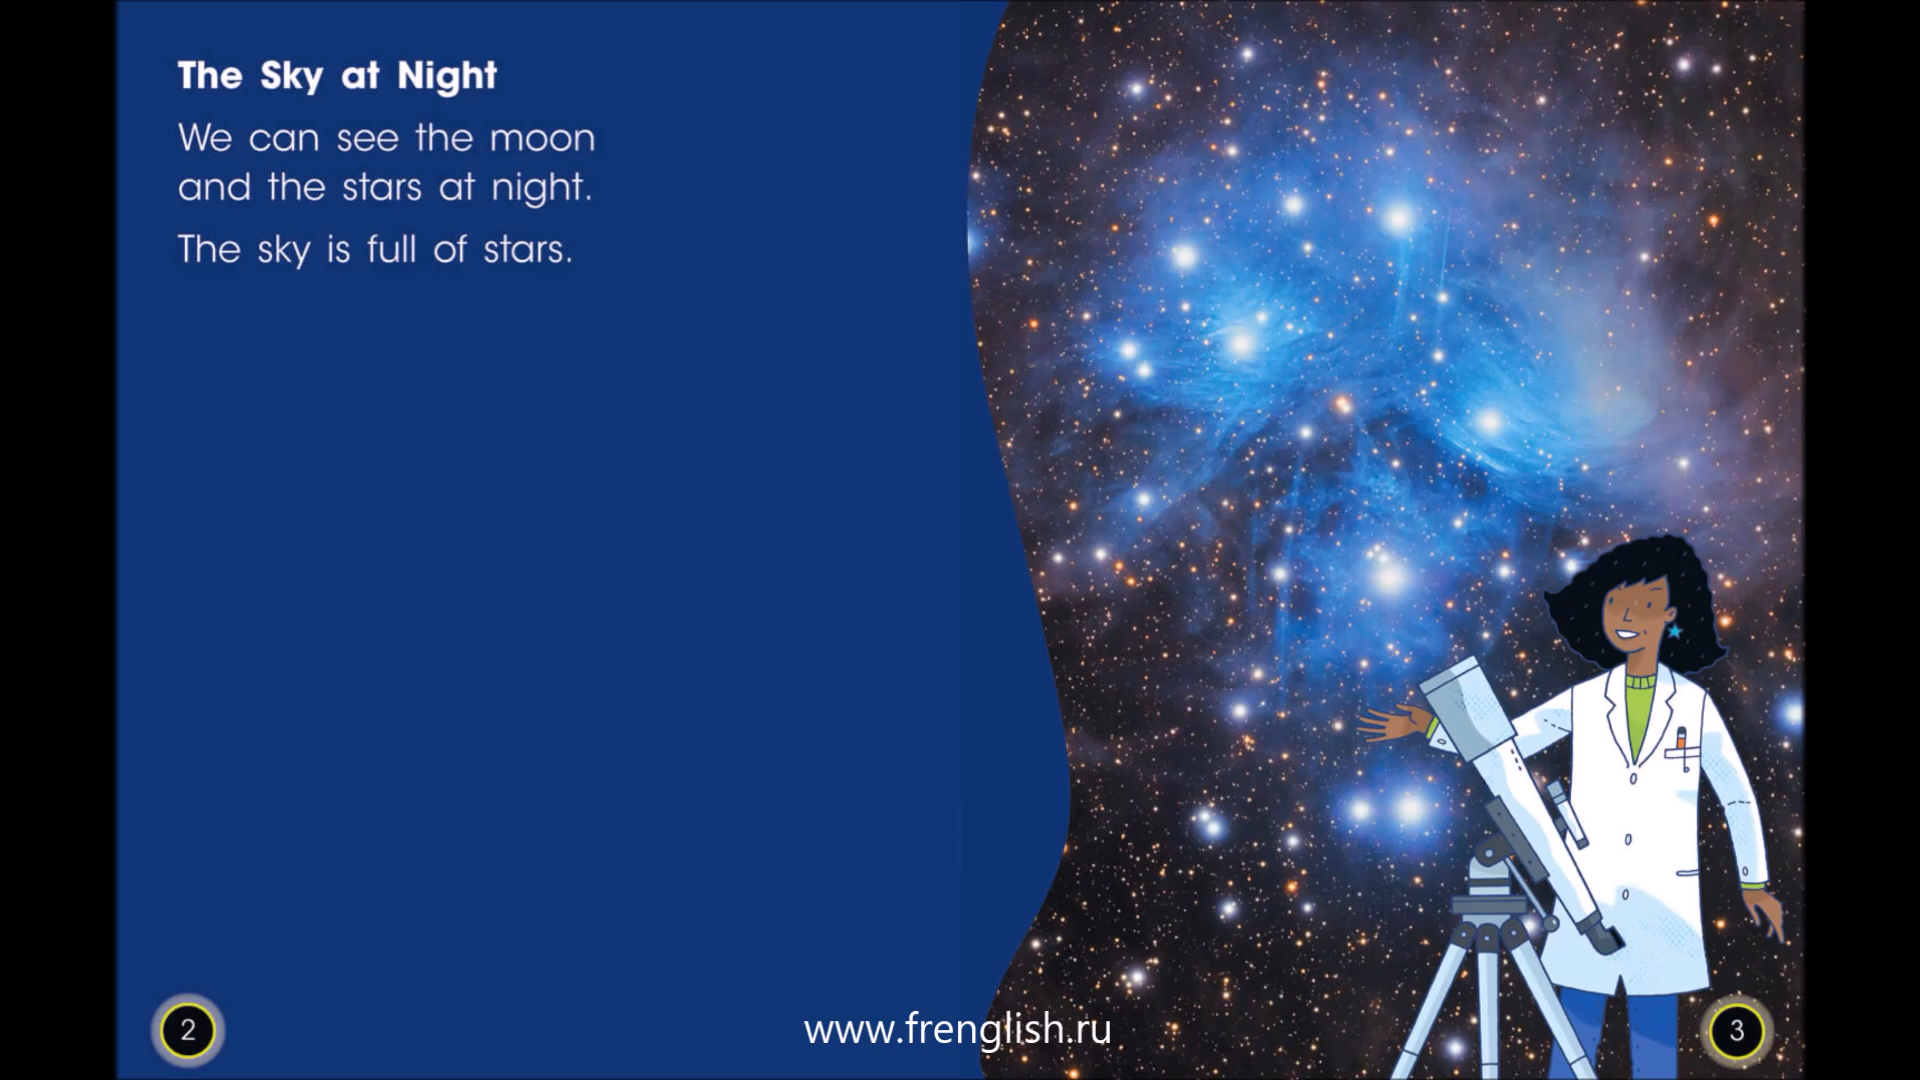 The Sky at Night
We can see the moon
and the stars at night.
The sky is full of stars.
2
www.frenglish.ru
3